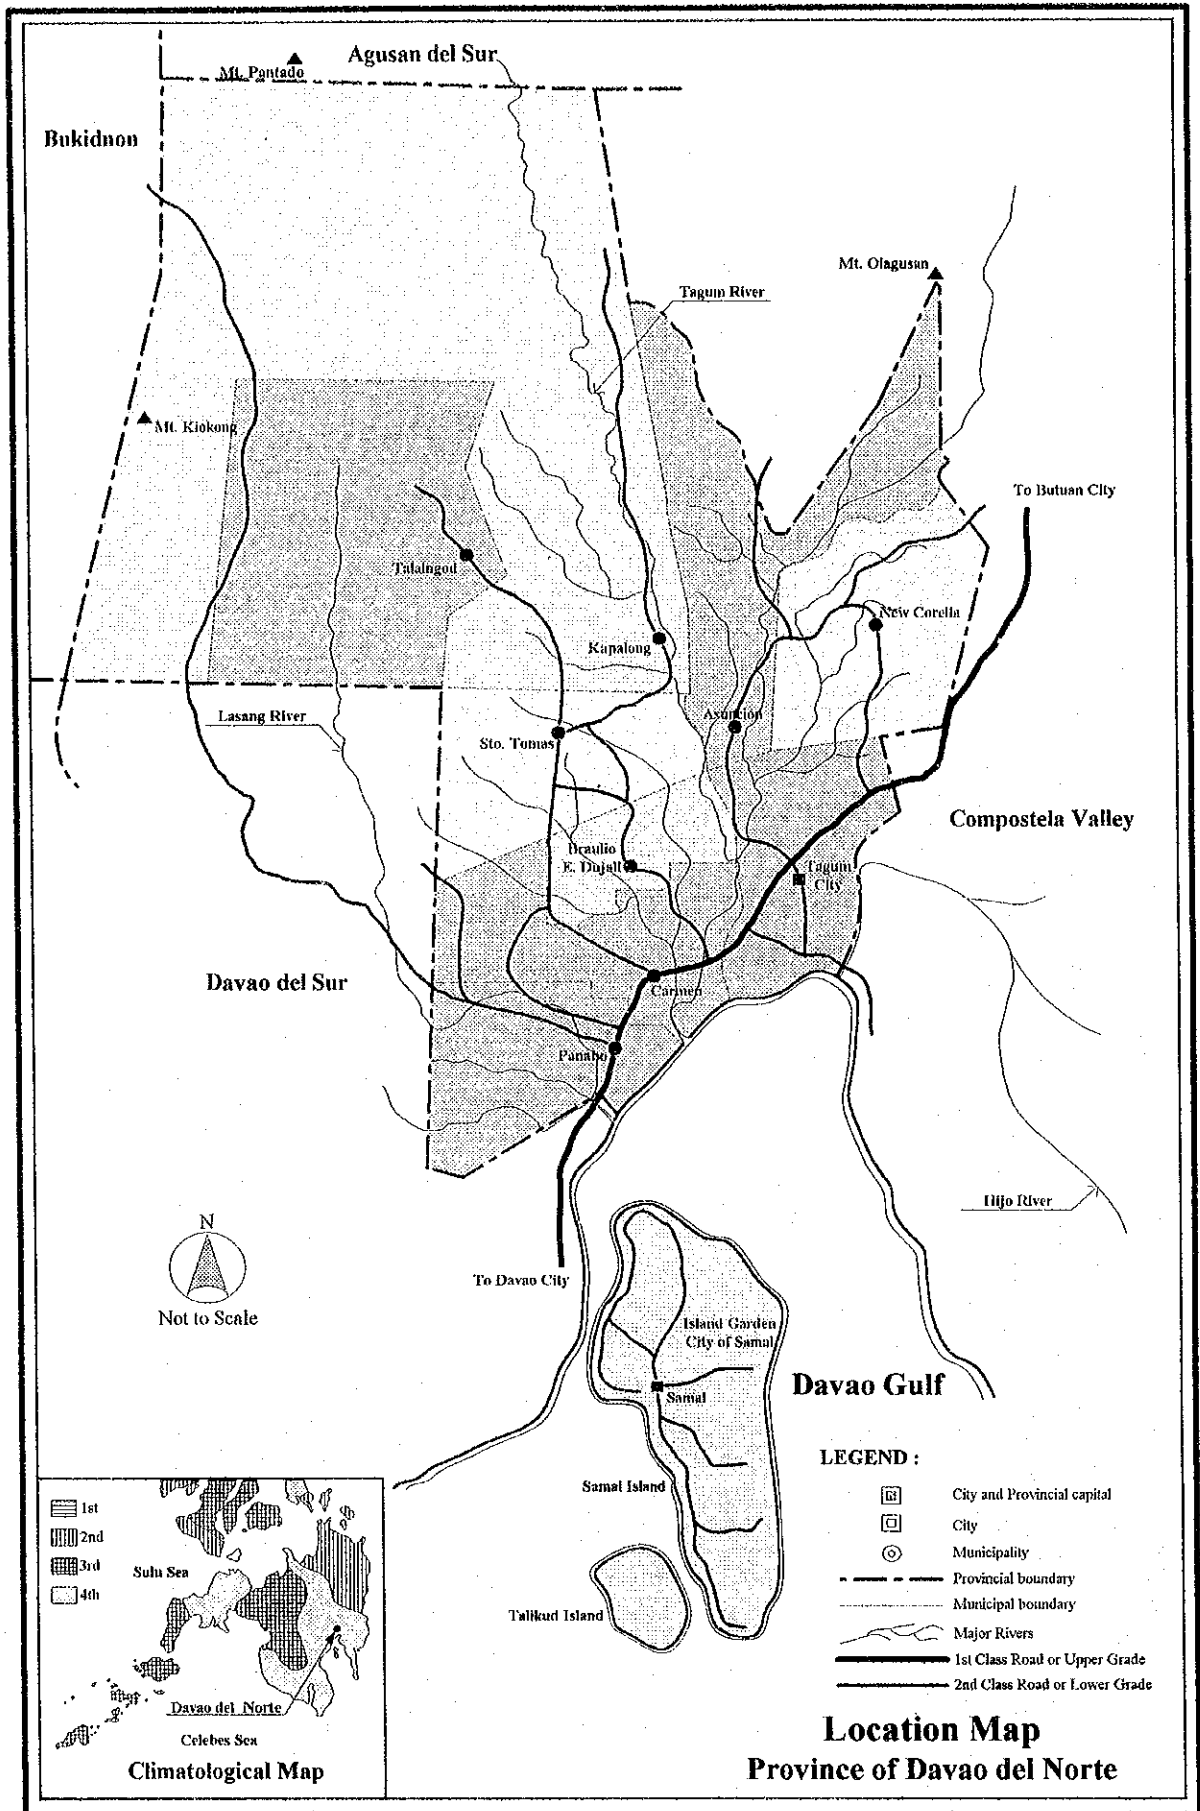 Agusan del Sur
Mt. Pantado
Bukidnon
Mt. Olagusan
Tagum River
Mt. Kiokong
To Butuan City
Talaingod
New Corella
Kapalong
Lasang River
Asuncion
Sto. Tomas
Compostela Valley
Braulio
E. Dujali
Tagum
City
Davao del Sur
Carmen
Panabo
Hijo River
N
Not to Scale
To Davao City
Island Garden
City of Samal
Davao Gulf
Samal
LEGEND :
Samal Island
City and Provincial capital
City
Municipality
Provincial boundary
Municipal boundary
Major Rivers
1st Class Road or Upper Grade
2nd Class Road or Lower Grade
Talikud Island
1st
2nd
3rd
4th
Sulu Sea
Davao del Norte
Celebes Sea
Climatological Map
Location Map
Province of Davao del Norte